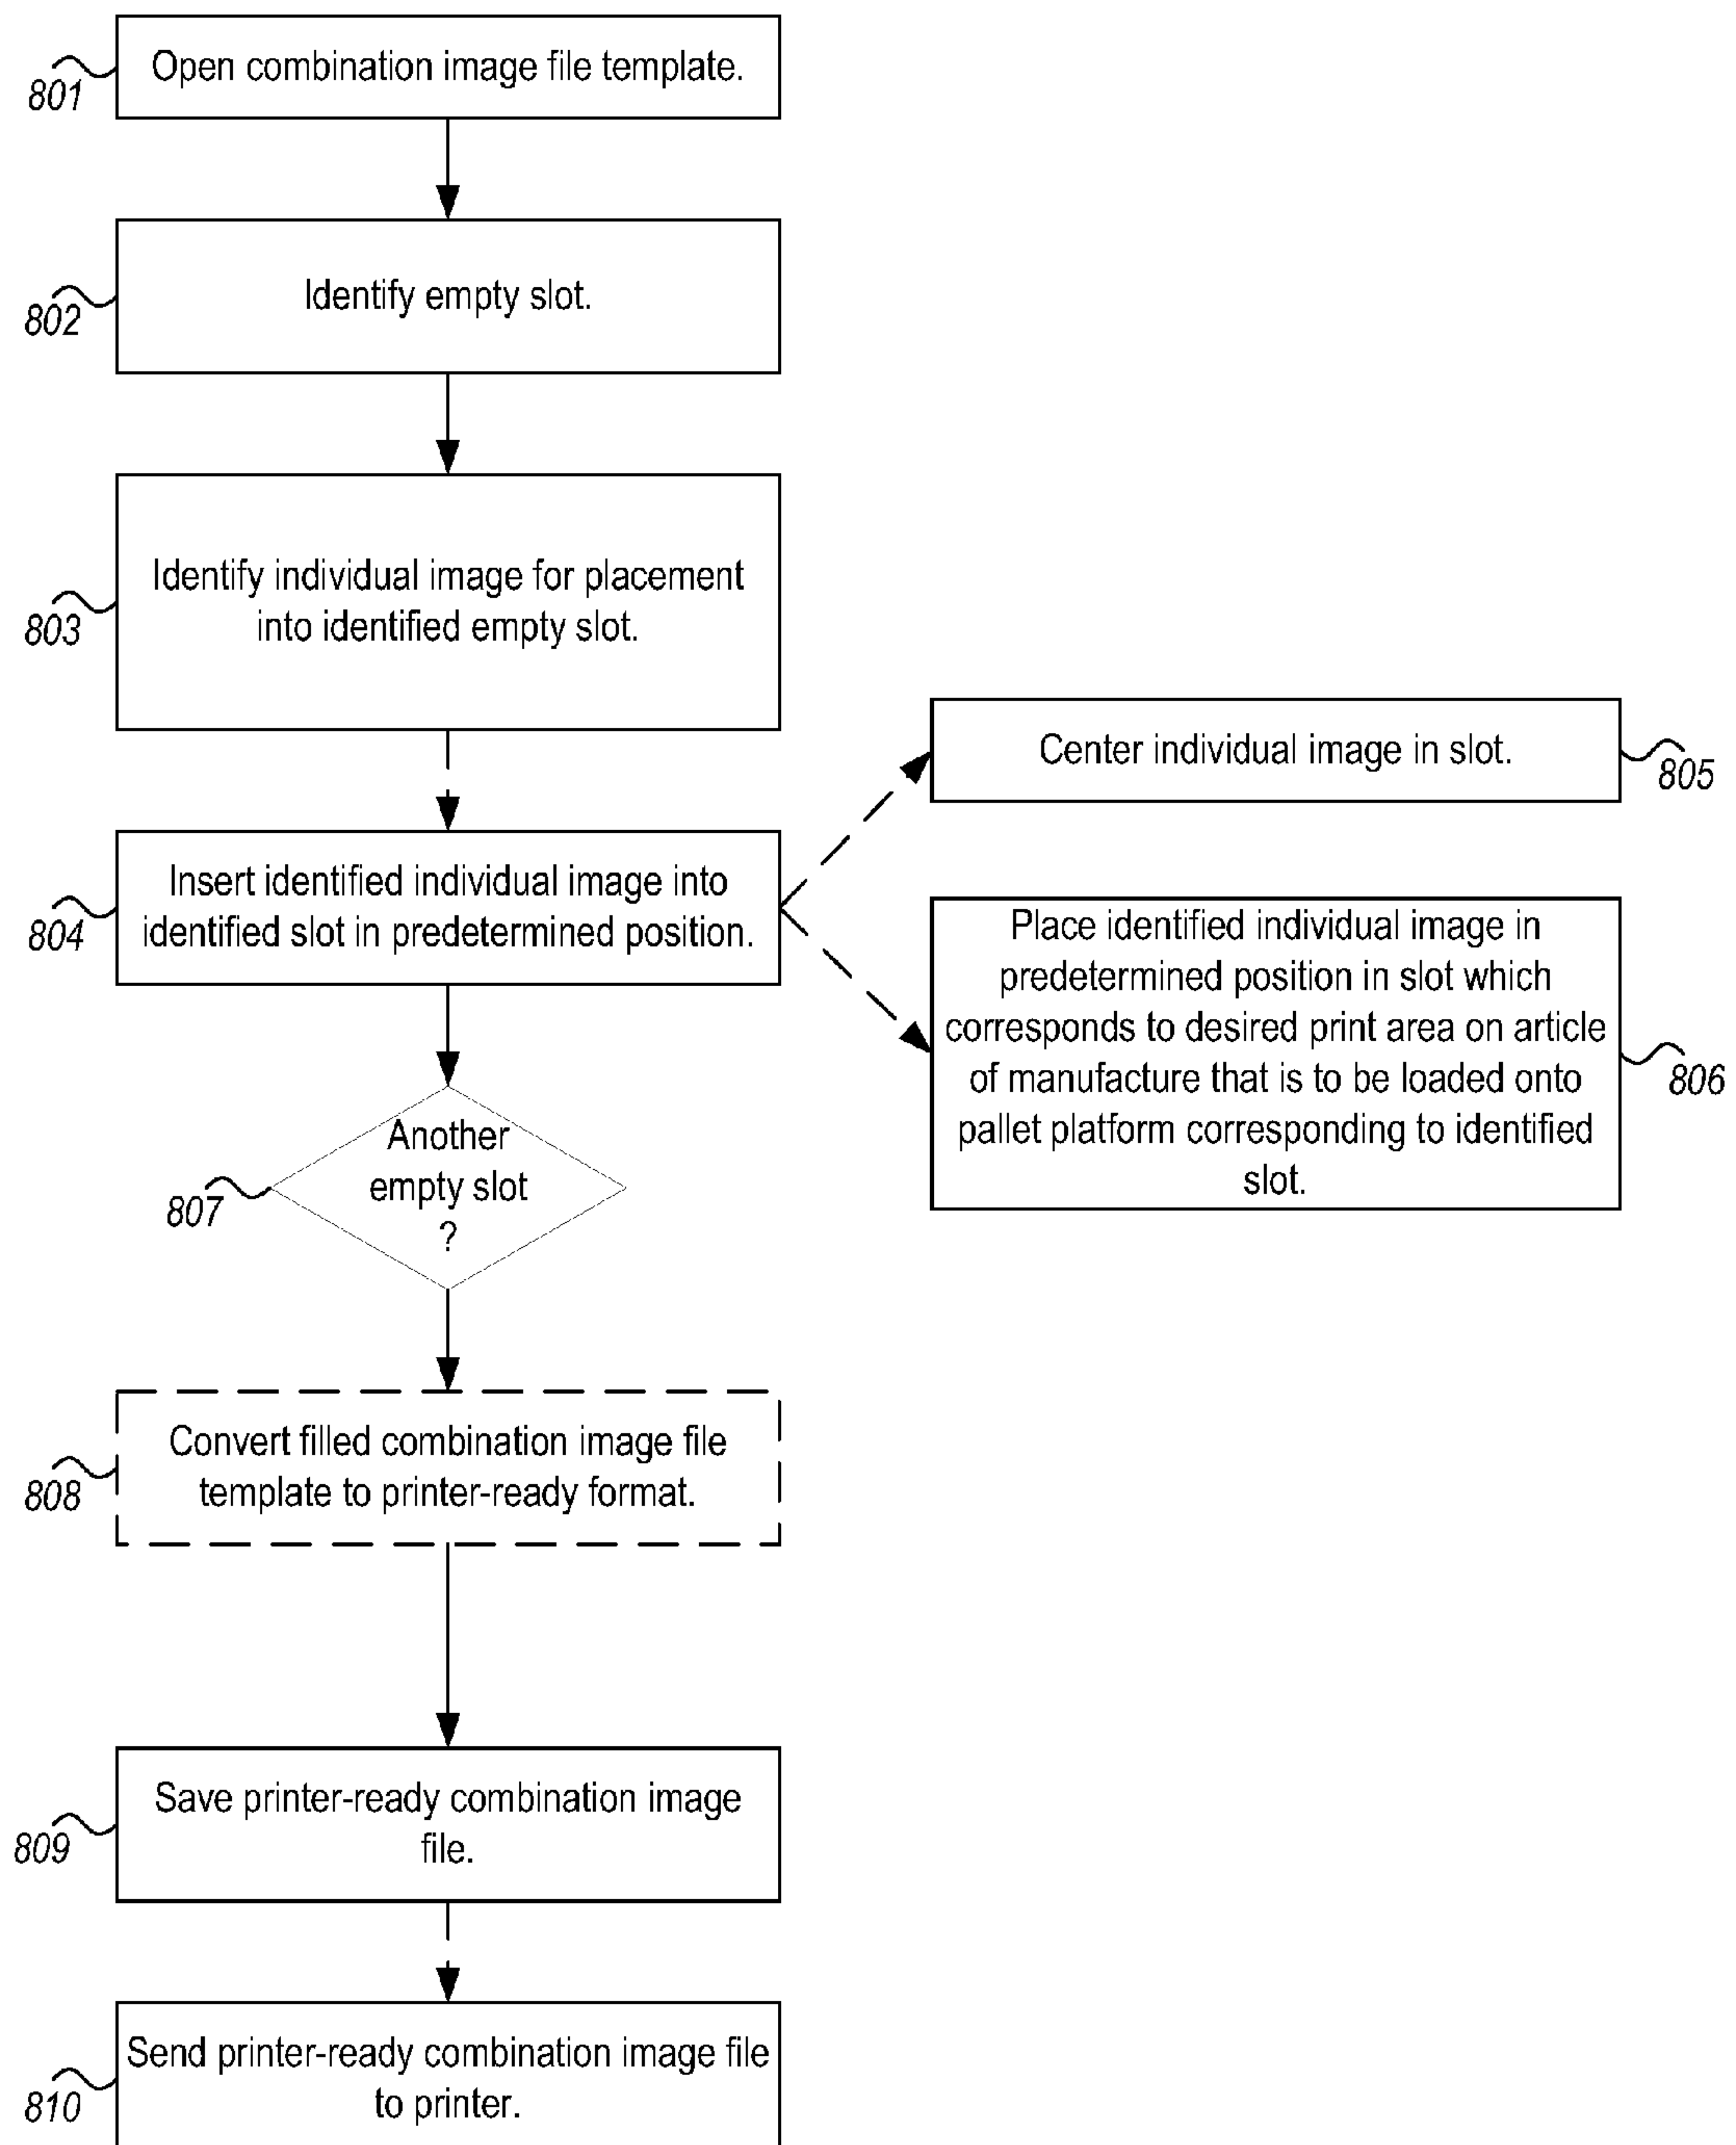 801
Open combination image file template.
802
Identify empty slot.
803
Identify individual image for placement
into identified empty slot.
804
Insert identified individual image into
identified slot in predetermined position.
Center individual image in slot.
805
Place identified individual image in
predetermined position in slot which
corresponds to desired print area on article
of manufacture that is to be loaded onto
pallet platform corresponding to identified
slot.
806
807
Another
empty slot
?
808
Convert filled combination image file
template to printer-ready format.
809
Save printer-ready combination image
file.
810
Send printer-ready combination image file
to printer.